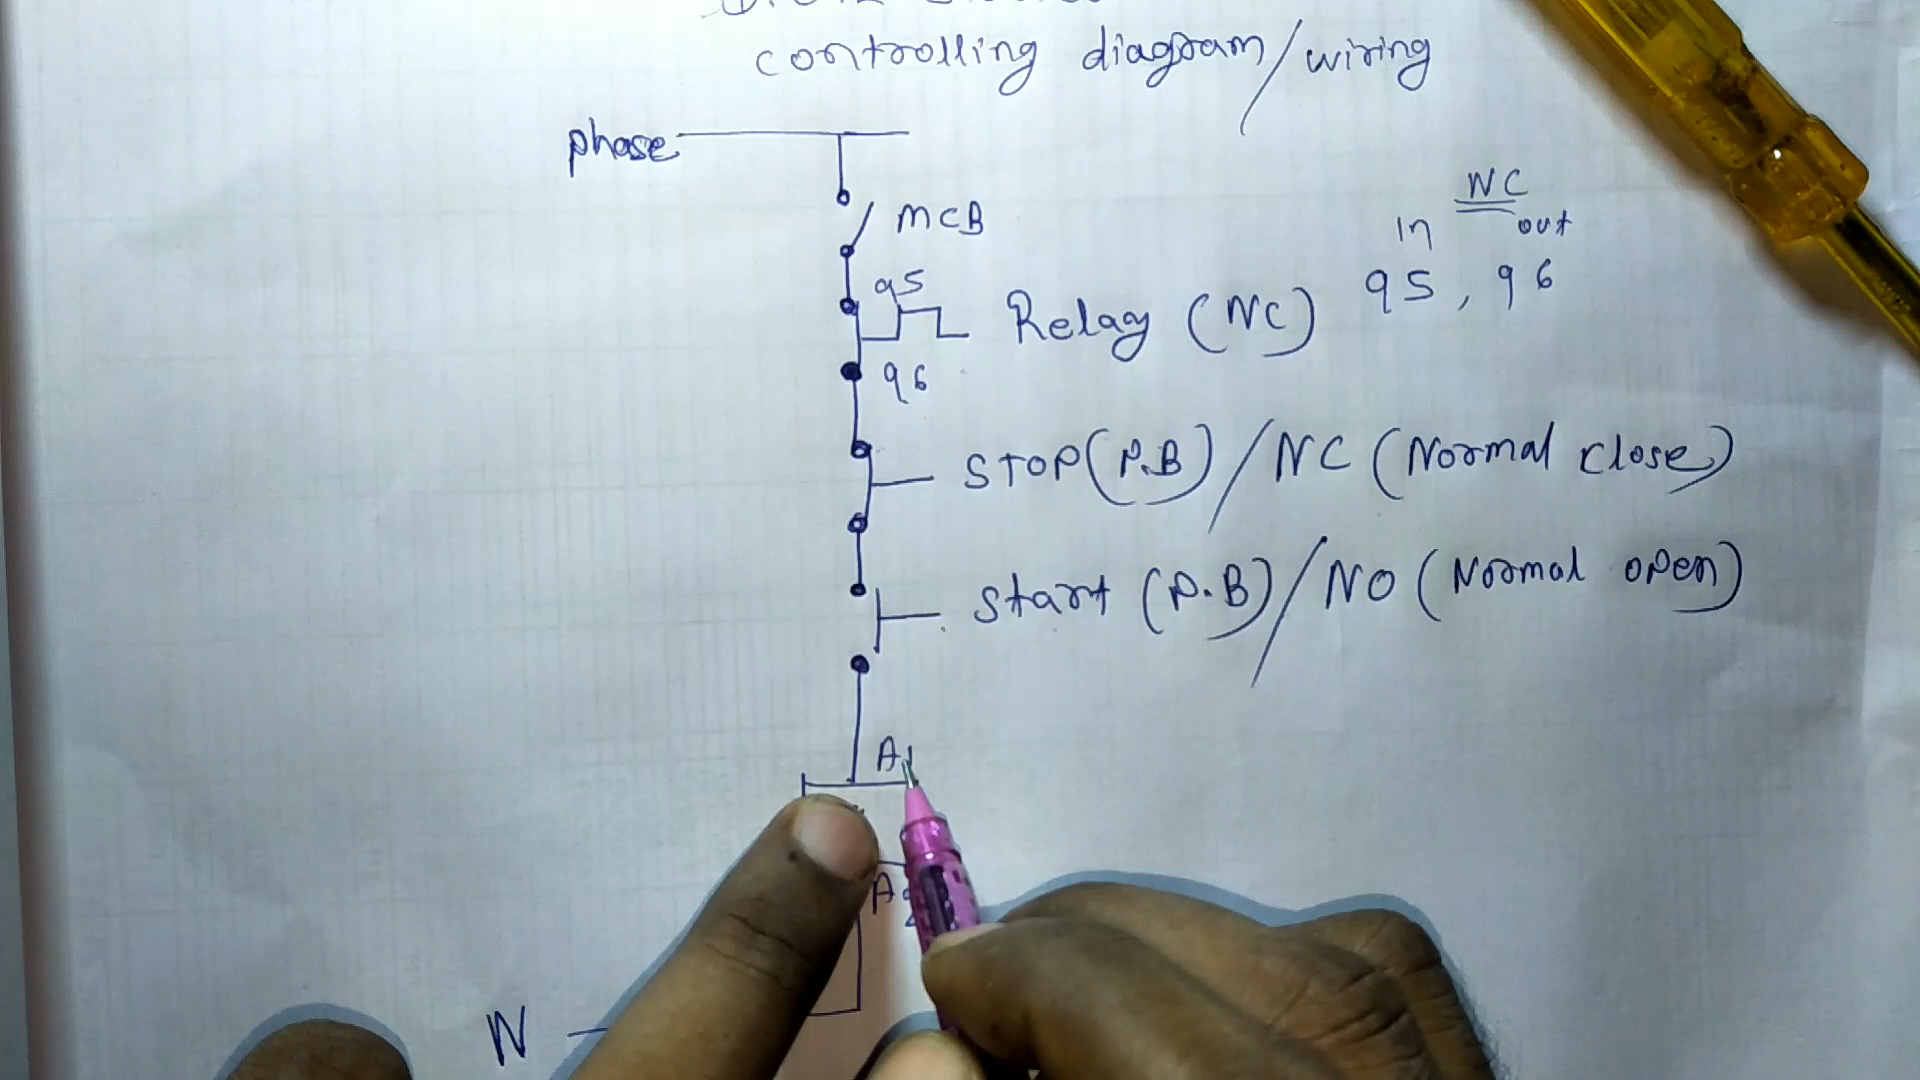 controlling diagram/wiring
phase
MCB
NC
in out
95
Relay (NC) 95, 96
96
STOP(P.B)/NC (Normal close)
Start (P.B)/NO (Normal open)
A1
N